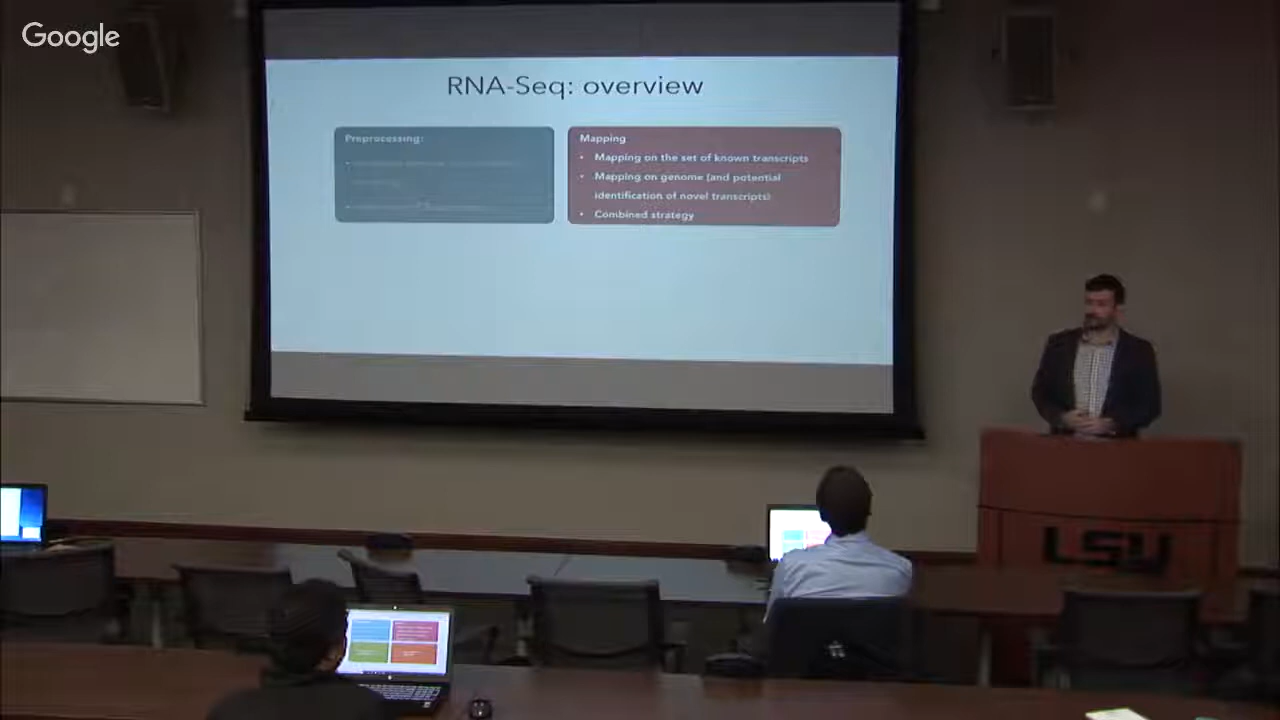 Google
RNA-Seq: overview
Preprocessing:
Mapping
• Mapping on the set of known transcripts
• Mapping on genome (and potential
identification of novel transcripts)
• Combined strategy
LSU